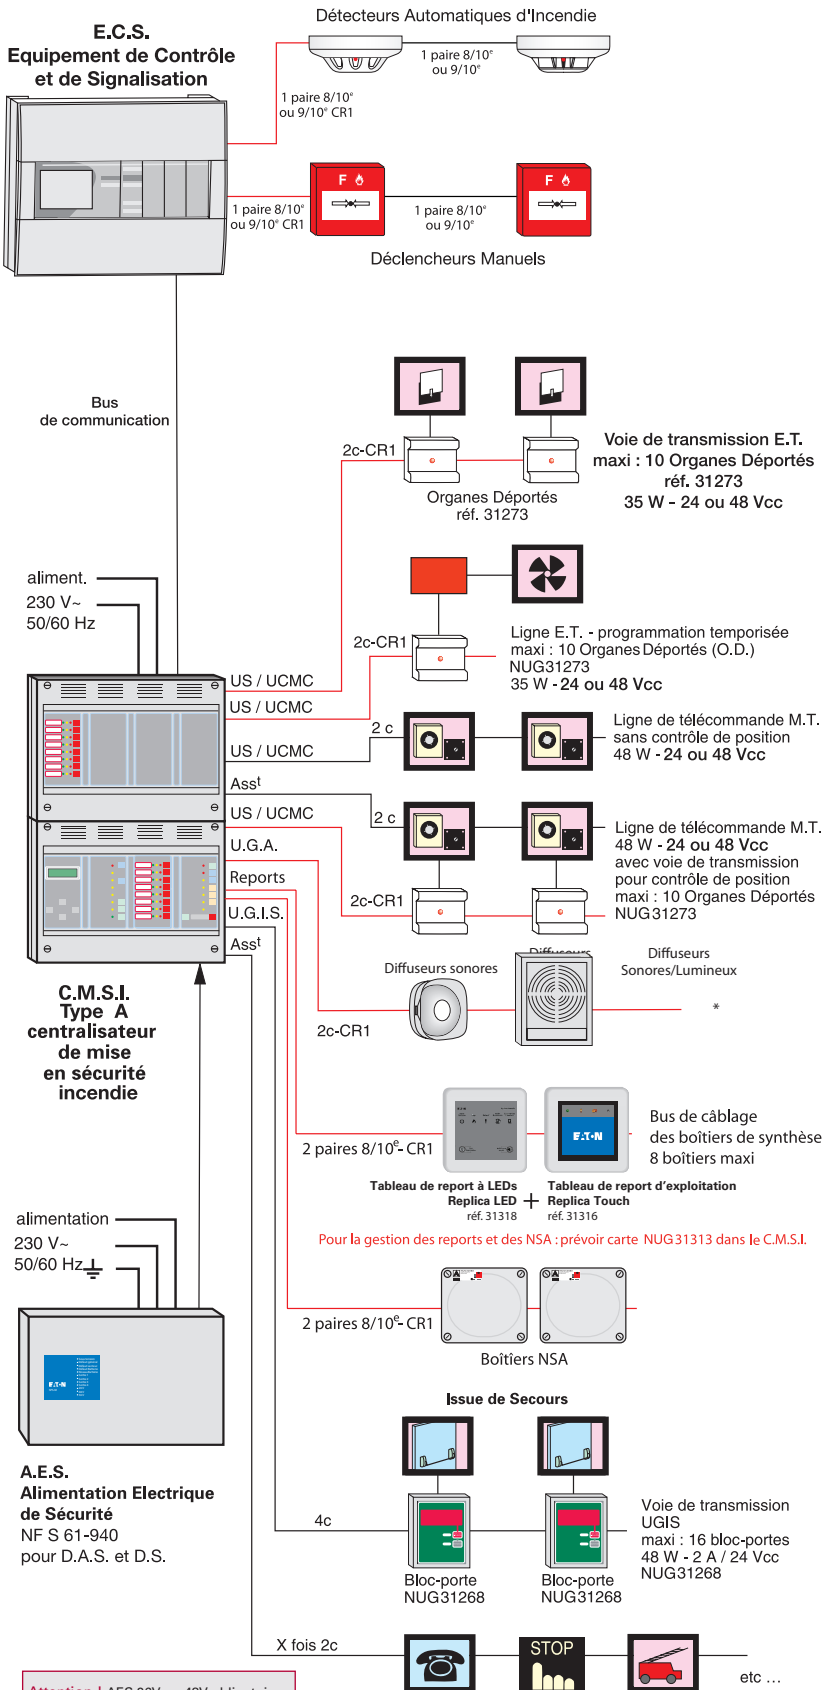 Détecteurs Automatiques d'Incendie
E.C.S.
Equipement de Contrôle
et de Signalisation
1 paire 8/10e
ou 9/10e
1 paire 8/10e
ou 9/10e CR1
F
F
1 paire 8/10e
ou 9/10e CR1
1 paire 8/10e
ou 9/10e
Déclencheurs Manuels
Bus
de communication
2c-CR1
Organes Déportés
réf. 31273
Voie de transmission E.T.
maxi : 10 Organes Déportés
réf. 31273
35 W - 24 ou 48 Vcc
aliment.
230 V~
50/60 Hz
2c-CR1
Ligne E.T. - programmation temporisée
maxi : 10 Organes Déportés (O.D.)
NUG31273
35 W - 24 ou 48 Vcc
US / UCMC
US / UCMC
2 c
Ligne de télécommande M.T.
sans contrôle de position
48 W - 24 ou 48 Vcc
US / UCMC
Asst
US / UCMC
2 c
Ligne de télécommande M.T.
48 W - 24 ou 48 Vcc
avec voie de transmission
pour contrôle de position
maxi : 10 Organes Déportés
NUG31273
U.G.A.
Reports
2c-CR1
U.G.I.S.
Asst
Diffuseurs sonores
Diffuseurs
Diffuseurs
Sonores/Lumineux
*
2c-CR1
C.M.S.I.
Type A
centralisateur
de mise
en sécurité
incendie
2 paires 8/10e- CR1
EATON
Bus de câblage
des boîtiers de synthèse
8 boîtiers maxi
Tableau de report à LEDs
Replica LED
réf. 31318
+
Tableau de report d'exploitation
Replica Touch
réf. 31316
Pour la gestion des reports et des NSA : prévoir carte NUG31313 dans le C.M.S.I.
alimentation
230 V~
50/60 Hz
2 paires 8/10e- CR1
Boîtiers NSA
EATON
A.E.S.
Alimentation Electrique
de Sécurité
NF S 61-940
pour D.A.S. et D.S.
Issue de Secours
4c
Bloc-porte
NUG31268
Bloc-porte
NUG31268
Voie de transmission
UGIS
maxi : 16 bloc-portes
48 W - 2 A / 24 Vcc
NUG31268
X fois 2c
STOP
etc ...